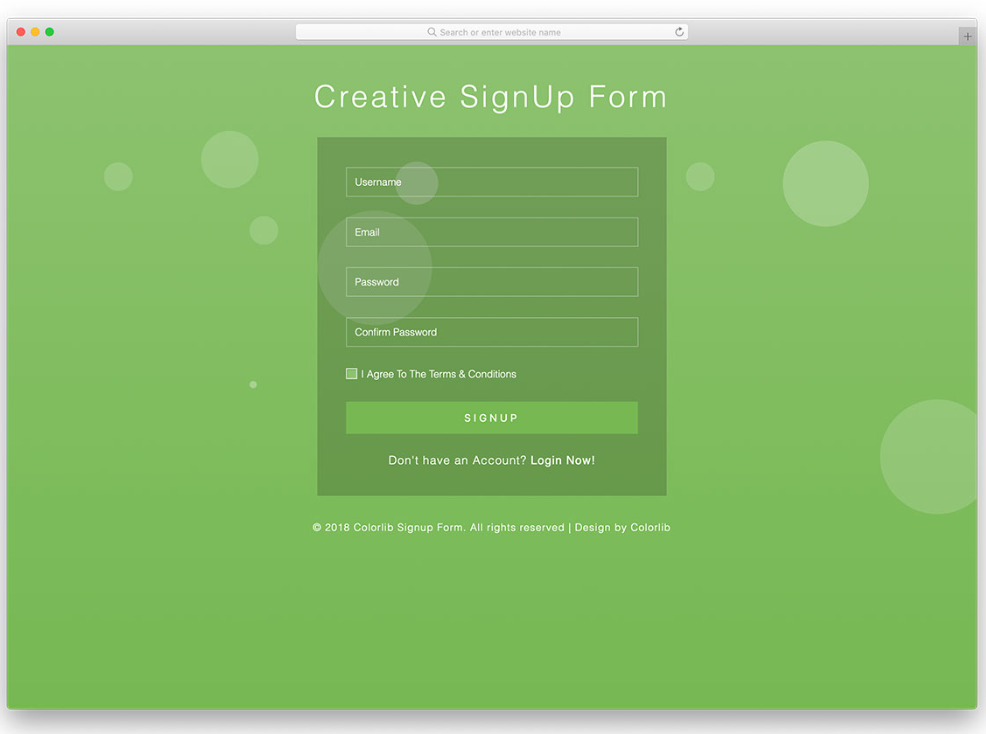 Search or enter website name
Creative SignUp Form
Username
Email
Password
Confirm Password
I Agree To The Terms & Conditions
SIGNUP
Don't have an Account? Login Now!
© 2018 Colorlib Signup Form. All rights reserved | Design by Colorlib